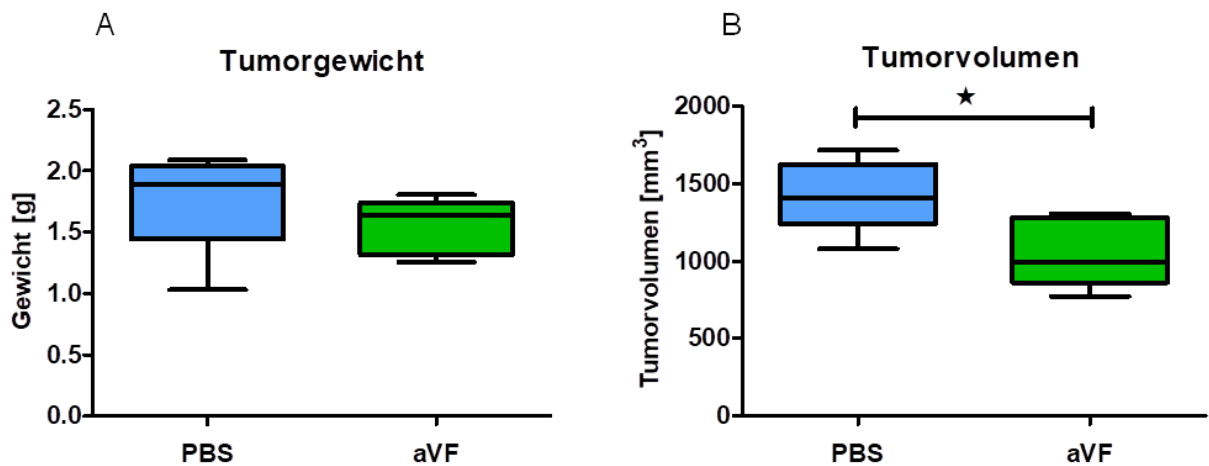 A
Tumorgewicht
Gewicht [g]
2.5
2.0
1.5
1.0
0.5
0.0
PBS aVF
B
Tumorvolumen
Tumorvolumen [mm³]
2000
1500
1000
500
0
★
PBS aVF